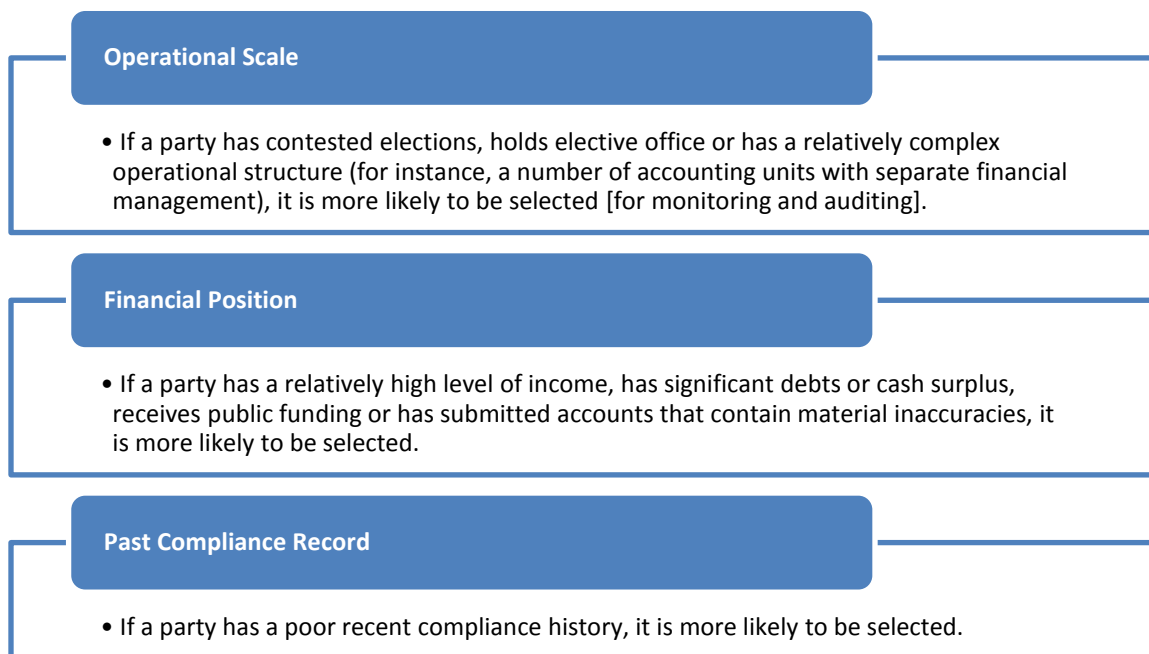 Operational Scale
• If a party has contested elections, holds elective office or has a relatively complex
operational structure (for instance, a number of accounting units with separate financial
management), it is more likely to be selected [for monitoring and auditing].
Financial Position
• If a party has a relatively high level of income, has significant debts or cash surplus,
receives public funding or has submitted accounts that contain material inaccuracies, it
is more likely to be selected.
Past Compliance Record
• If a party has a poor recent compliance history, it is more likely to be selected.